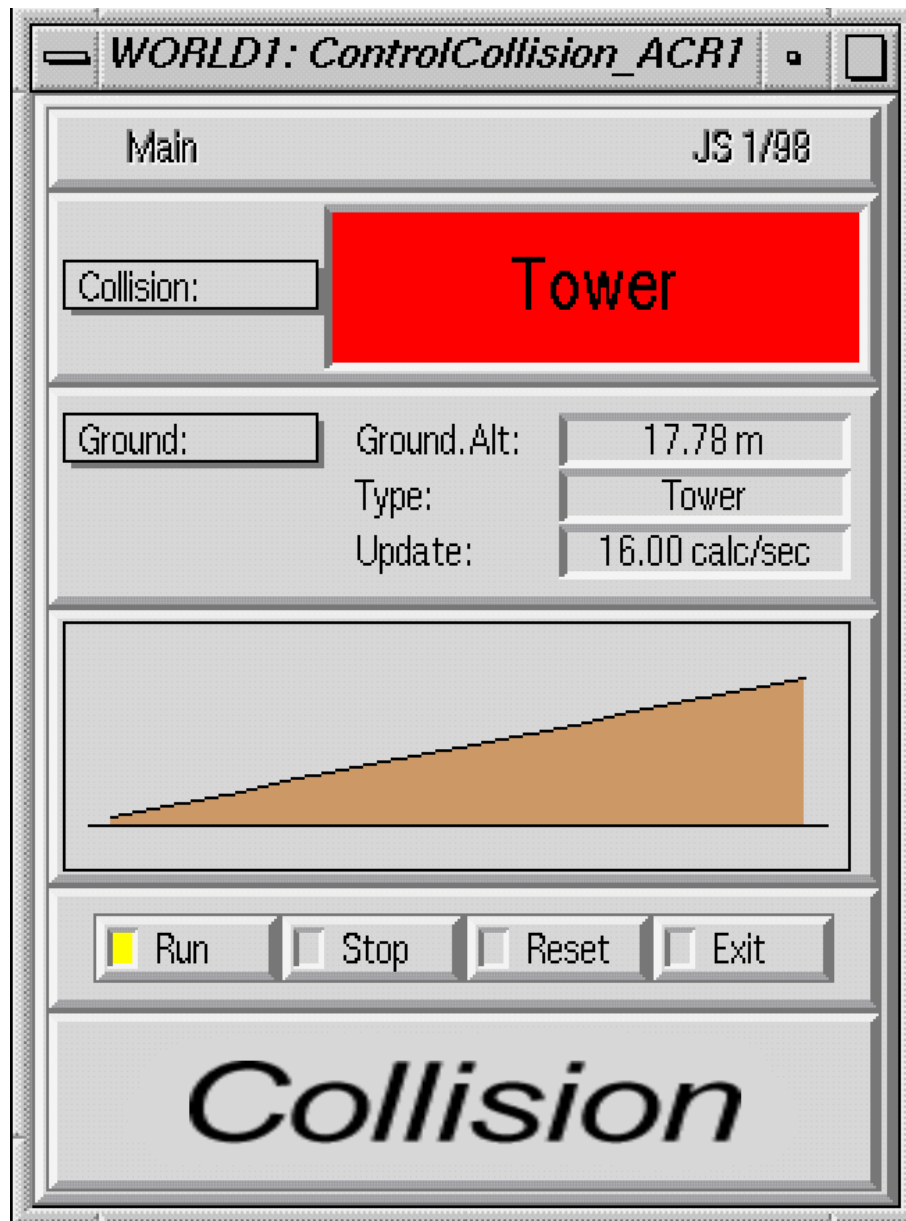 WORLD1: ControlCollision_ACR1
Main JS 1/98
Collision: Tower
Ground: Ground.Alt: 17.78 m
Type: Tower
Update: 16.00 calc/sec
Run Stop Reset Exit
Collision